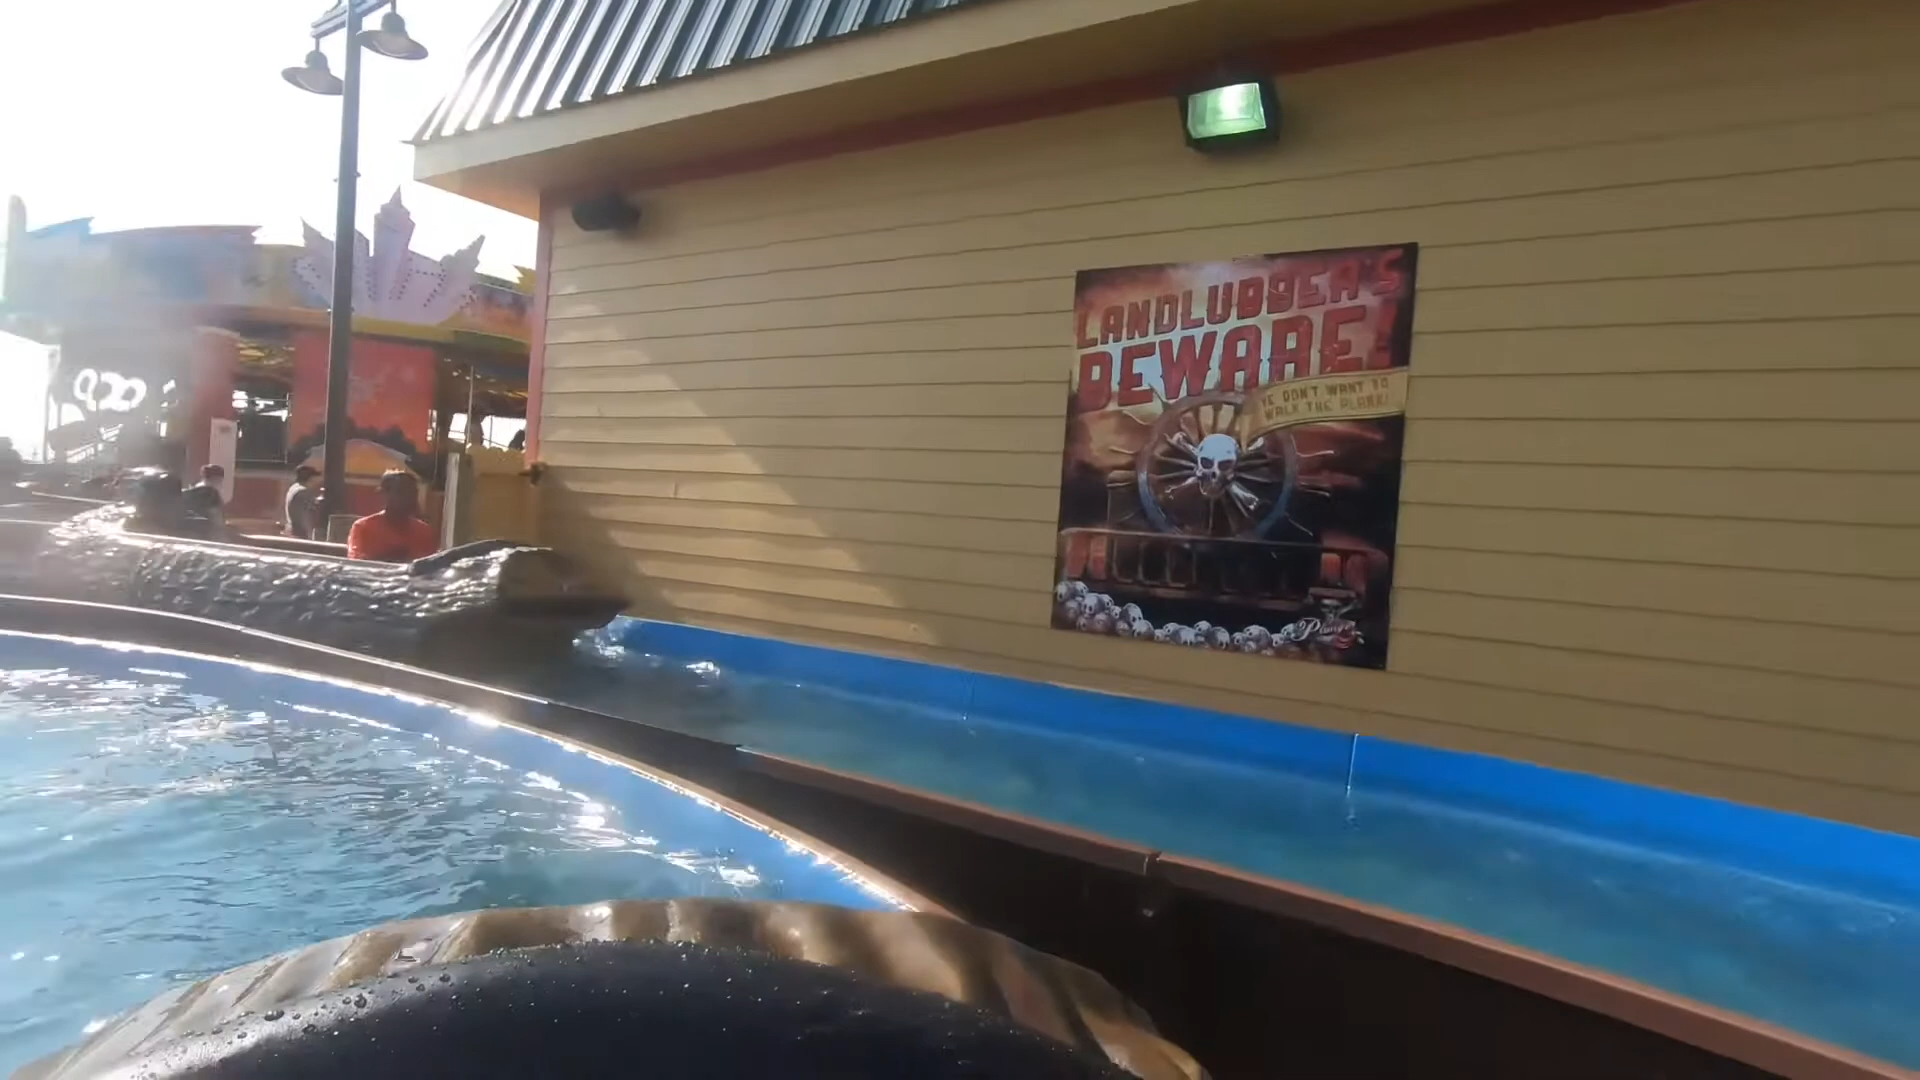 LANDLUBBER'S
BEWARE!
YE DON'T WANT TO
WALK THE PLANK!